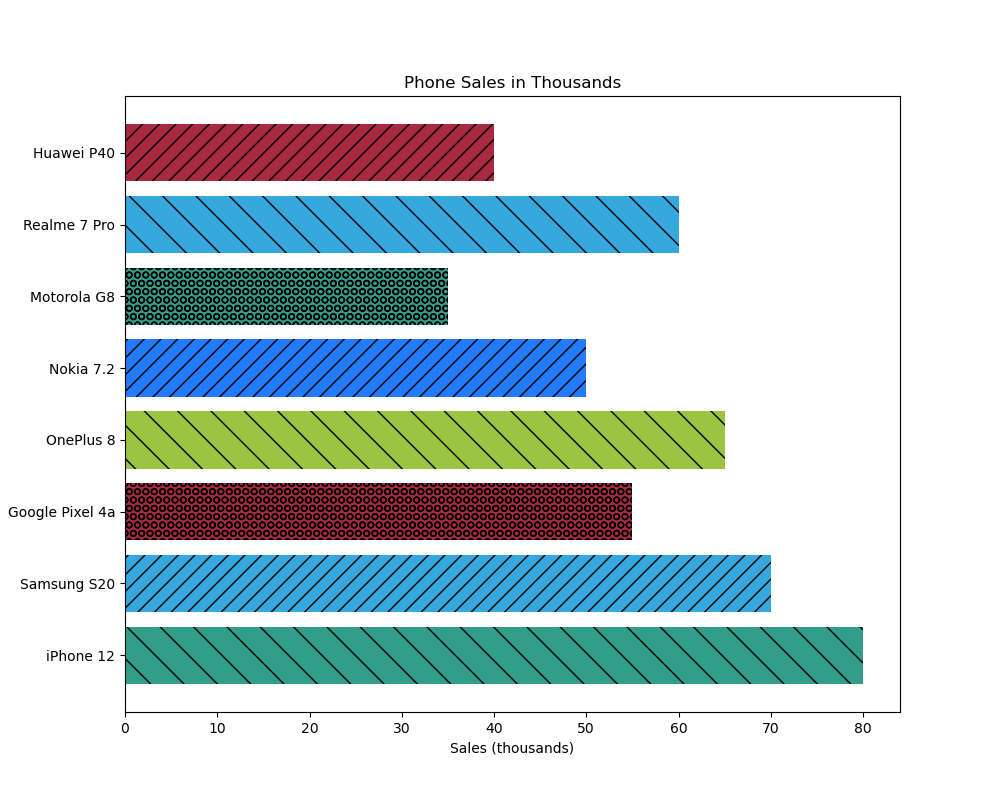 Phone Sales in Thousands
Huawei P40
Realme 7 Pro
Motorola G8
Nokia 7.2
OnePlus 8
Google Pixel 4a
Samsung S20
iPhone 12
0 10 20 30 40 50 60 70 80
Sales (thousands)